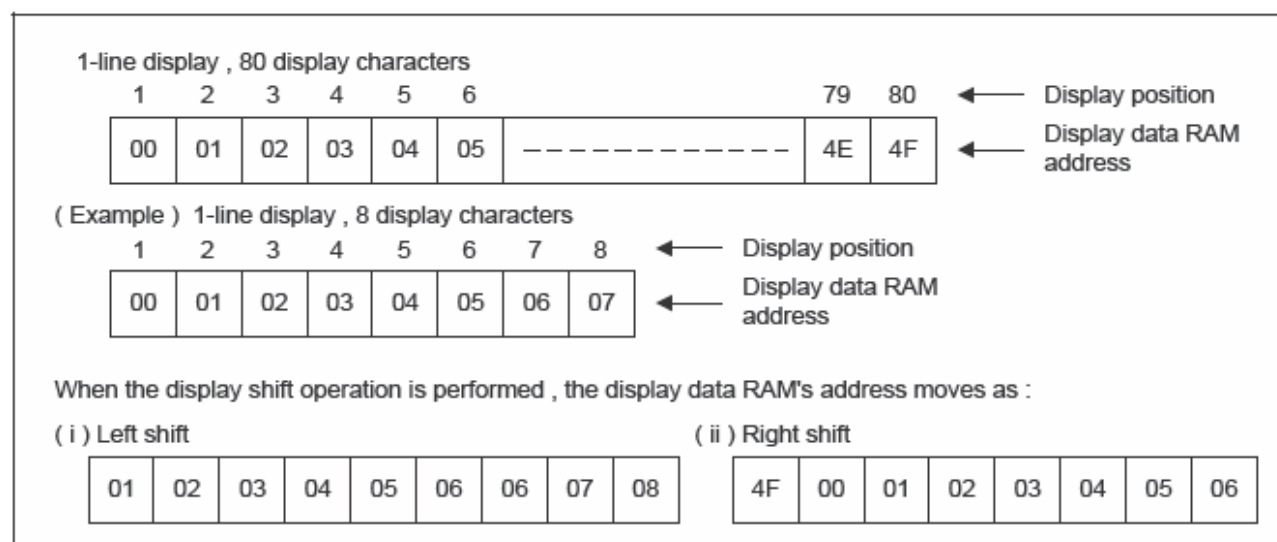 1-line display , 80 display characters
1 2 3 4 5 6 79 80 Display position
00 01 02 03 04 05 4E 4F Display data RAM address
( Example ) 1-line display , 8 display characters
1 2 3 4 5 6 7 8 Display position
00 01 02 03 04 05 06 07 Display data RAM address
When the display shift operation is performed , the display data RAM's address moves as :
( i ) Left shift ( ii ) Right shift
01 02 03 04 05 06 06 07 08 4F 00 01 02 03 04 05 06